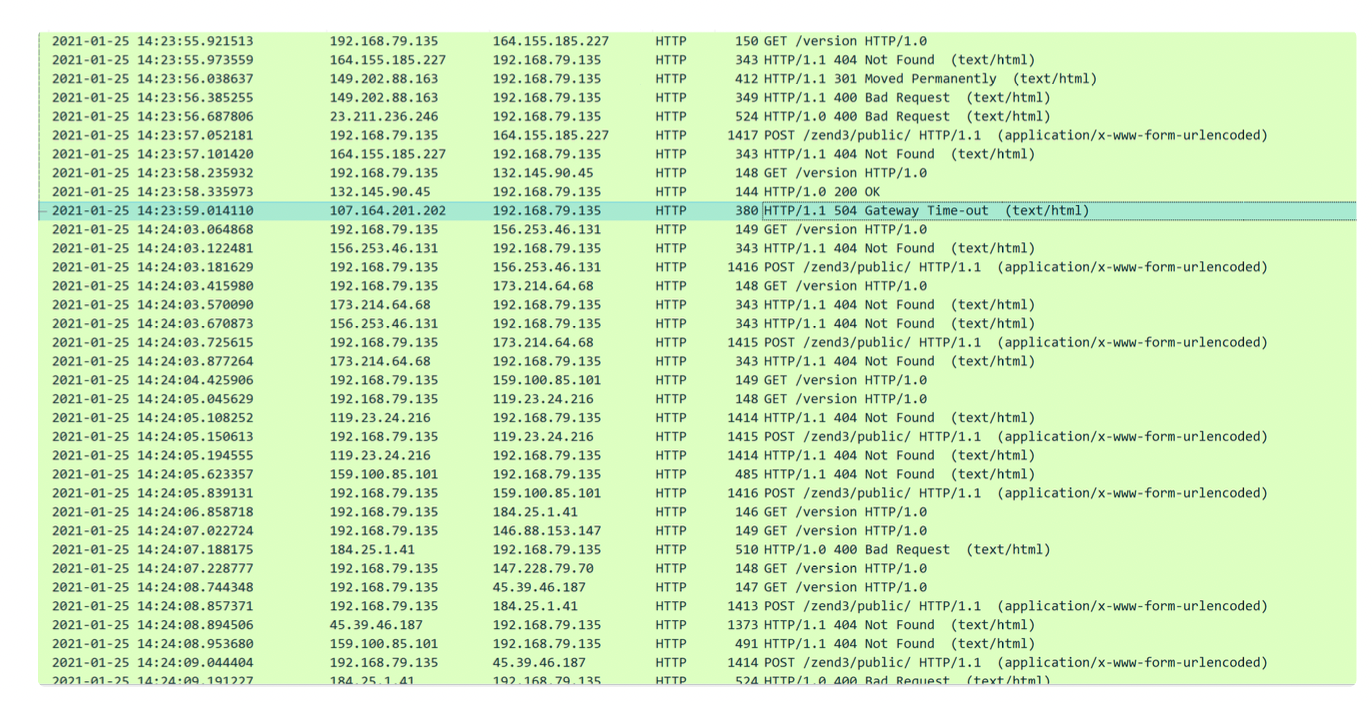 2021-01-25 14:23:55.921513 192.168.79.135 164.155.185.227 HTTP 150 GET /version HTTP/1.0
2021-01-25 14:23:55.973559 164.155.185.227 192.168.79.135 HTTP 343 HTTP/1.1 404 Not Found (text/html)
2021-01-25 14:23:56.038637 149.202.88.163 192.168.79.135 HTTP 412 HTTP/1.1 301 Moved Permanently (text/html)
2021-01-25 14:23:56.385255 149.202.88.163 192.168.79.135 HTTP 349 HTTP/1.1 400 Bad Request (text/html)
2021-01-25 14:23:56.687806 23.211.236.246 192.168.79.135 HTTP 524 HTTP/1.0 400 Bad Request (text/html)
2021-01-25 14:23:57.052181 192.168.79.135 164.155.185.227 HTTP 1417 POST /zend3/public/ HTTP/1.1 (application/x-www-form-urlencoded)
2021-01-25 14:23:57.101420 164.155.185.227 192.168.79.135 HTTP 343 HTTP/1.1 404 Not Found (text/html)
2021-01-25 14:23:58.235932 192.168.79.135 132.145.90.45 HTTP 148 GET /version HTTP/1.0
2021-01-25 14:23:58.335973 132.145.90.45 192.168.79.135 HTTP 144 HTTP/1.0 200 OK
2021-01-25 14:23:59.014110 107.164.201.202 192.168.79.135 HTTP 380 HTTP/1.1 504 Gateway Time-out (text/html)
2021-01-25 14:24:03.064868 192.168.79.135 156.253.46.131 HTTP 149 GET /version HTTP/1.0
2021-01-25 14:24:03.122481 156.253.46.131 192.168.79.135 HTTP 343 HTTP/1.1 404 Not Found (text/html)
2021-01-25 14:24:03.181629 192.168.79.135 156.253.46.131 HTTP 1416 POST /zend3/public/ HTTP/1.1 (application/x-www-form-urlencoded)
2021-01-25 14:24:03.415980 192.168.79.135 173.214.64.68 HTTP 148 GET /version HTTP/1.0
2021-01-25 14:24:03.570090 173.214.64.68 192.168.79.135 HTTP 343 HTTP/1.1 404 Not Found (text/html)
2021-01-25 14:24:03.670873 156.253.46.131 192.168.79.135 HTTP 343 HTTP/1.1 404 Not Found (text/html)
2021-01-25 14:24:03.725615 192.168.79.135 173.214.64.68 HTTP 1415 POST /zend3/public/ HTTP/1.1 (application/x-www-form-urlencoded)
2021-01-25 14:24:03.877264 173.214.64.68 192.168.79.135 HTTP 343 HTTP/1.1 404 Not Found (text/html)
2021-01-25 14:24:04.425906 192.168.79.135 159.100.85.101 HTTP 149 GET /version HTTP/1.0
2021-01-25 14:24:05.045629 192.168.79.135 119.23.24.216 HTTP 148 GET /version HTTP/1.0
2021-01-25 14:24:05.108252 119.23.24.216 192.168.79.135 HTTP 1414 HTTP/1.1 404 Not Found (text/html)
2021-01-25 14:24:05.150613 192.168.79.135 119.23.24.216 HTTP 1415 POST /zend3/public/ HTTP/1.1 (application/x-www-form-urlencoded)
2021-01-25 14:24:05.194555 119.23.24.216 192.168.79.135 HTTP 1414 HTTP/1.1 404 Not Found (text/html)
2021-01-25 14:24:05.623357 159.100.85.101 192.168.79.135 HTTP 485 HTTP/1.1 404 Not Found (text/html)
2021-01-25 14:24:05.839131 192.168.79.135 159.100.85.101 HTTP 1416 POST /zend3/public/ HTTP/1.1 (application/x-www-form-urlencoded)
2021-01-25 14:24:06.858718 192.168.79.135 184.25.1.41 HTTP 146 GET /version HTTP/1.0
2021-01-25 14:24:07.022724 192.168.79.135 146.88.153.147 HTTP 149 GET /version HTTP/1.0
2021-01-25 14:24:07.188175 184.25.1.41 192.168.79.135 HTTP 510 HTTP/1.0 400 Bad Request (text/html)
2021-01-25 14:24:07.228777 192.168.79.135 147.228.79.70 HTTP 148 GET /version HTTP/1.0
2021-01-25 14:24:08.744348 192.168.79.135 45.39.46.187 HTTP 147 GET /version HTTP/1.0
2021-01-25 14:24:08.857371 192.168.79.135 184.25.1.41 HTTP 1413 POST /zend3/public/ HTTP/1.1 (application/x-www-form-urlencoded)
2021-01-25 14:24:08.894506 45.39.46.187 192.168.79.135 HTTP 1373 HTTP/1.1 404 Not Found (text/html)
2021-01-25 14:24:08.953680 159.100.85.101 192.168.79.135 HTTP 491 HTTP/1.1 404 Not Found (text/html)
2021-01-25 14:24:09.044404 192.168.79.135 45.39.46.187 HTTP 1414 POST /zend3/public/ HTTP/1.1 (application/x-www-form-urlencoded)
2021-01-25 14:24:09.191227 184.25.1.41 192.168.79.135 HTTP 524 HTTP/1.0 400 Bad Request (text/html)